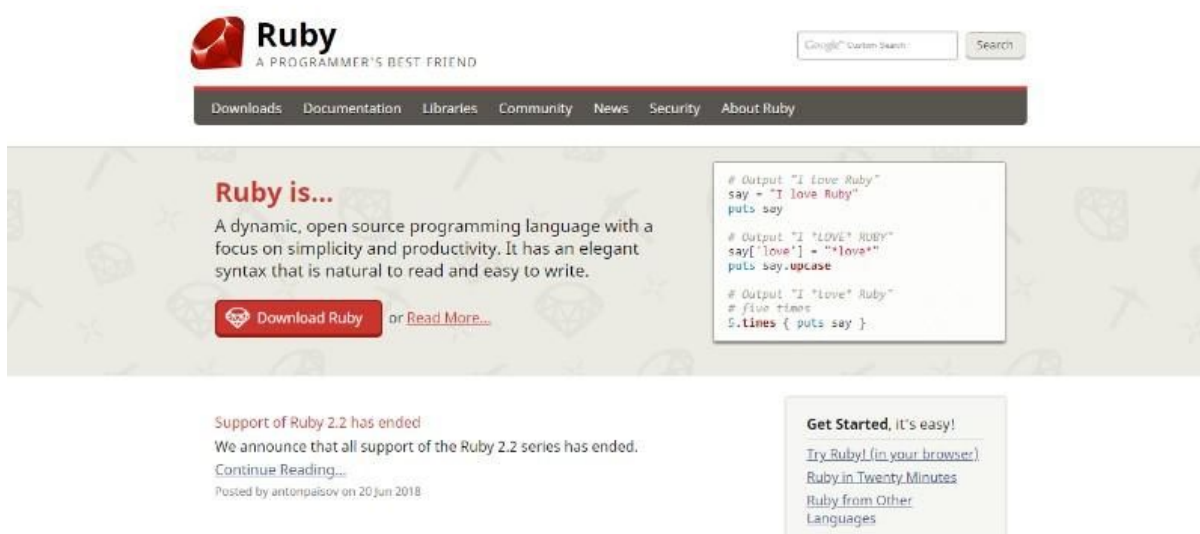 Ruby
A PROGRAMMER'S BEST FRIEND
Google™ Custom Search
Search
Downloads Documentation Libraries Community News Security About Ruby
Ruby is...
A dynamic, open source programming language with a
focus on simplicity and productivity. It has an elegant
syntax that is natural to read and easy to write.
Download Ruby or Read More...
# Output "I love Ruby"
say = "I love Ruby"
puts say
# Output "I *LOVE* RUBY"
say['love'] = "*love*"
puts say.upcase
# Output "I *love* Ruby"
# five times
5.times { puts say }
Support of Ruby 2.2 has ended
We announce that all support of the Ruby 2.2 series has ended.
Continue Reading...
Posted by antonpaisov on 20 Jun 2018
Get Started, it's easy!
Try Ruby! (in your browser)
Ruby in Twenty Minutes
Ruby from Other
Languages